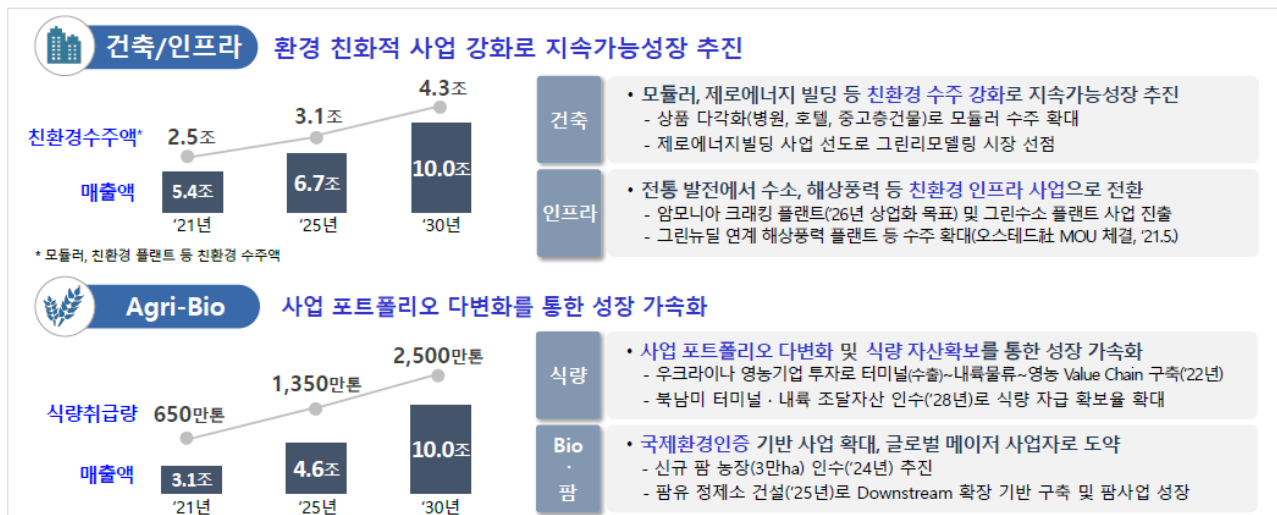 건축/인프라 환경 친화적 사업 강화로 지속가능성장 추진
친환경수주액*
매출액
2.5조
3.1조
4.3조
5.4조
6.7조
10.0조
‘21년
‘25년
‘30년
* 모듈러, 친환경 플랜트 등 친환경 수주액
건축
• 모듈러, 제로에너지 빌딩 등 친환경 수주 강화로 지속가능성장 추진
- 상품 다각화(병원, 호텔, 중고층건물)로 모듈러 수주 확대
- 제로에너지빌딩 사업 선도로 그린리모델링 시장 선점
인프라
• 전통 발전에서 수소, 해상풍력 등 친환경 인프라 사업으로 전환
- 암모니아 크래킹 플랜트(‘26년 상업화 목표) 및 그린수소 플랜트 사업 진출
- 그린뉴딜 연계 해상풍력 플랜트 등 수주 확대(오스테드社 MOU 체결, ‘21.5.)
Agri-Bio 사업 포트폴리오 다변화를 통한 성장 가속화
식량취급량
매출액
650만톤
1,350만톤
2,500만톤
3.1조
4.6조
10.0조
‘21년
‘25년
‘30년
식량
• 사업 포트폴리오 다변화 및 식량 자산확보를 통한 성장 가속화
- 우크라이나 영농기업 투자로 터미널(수출)~내륙물류~영농 Value Chain 구축(‘22년)
- 북남미 터미널 · 내륙 조달자산 인수(‘28년)로 식량 자급 확보율 확대
Bio
·
팜
• 국제환경인증 기반 사업 확대, 글로벌 메이저 사업자로 도약
- 신규 팜 농장(3만ha) 인수(‘24년) 추진
- 팜유 정제소 건설(‘25년)로 Downstream 확장 기반 구축 및 팜사업 성장